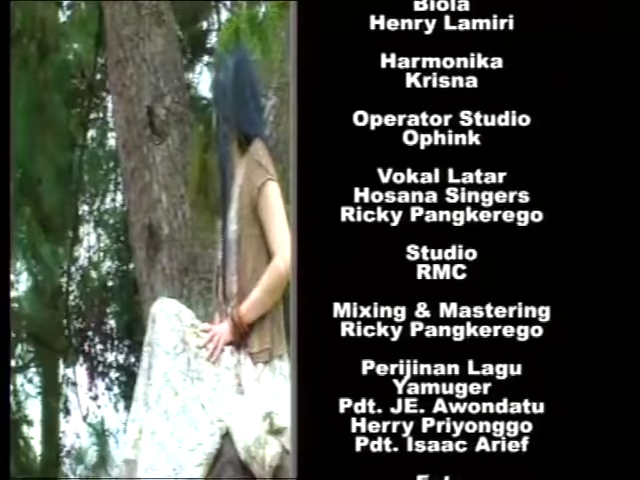 Biola
Henry Lamiri
Harmonika
Krisna
Operator Studio
Ophink
Vokal Latar
Hosana Singers
Ricky Pangkerego
Studio
RMC
Mixing & Mastering
Ricky Pangkerego
Perijinan Lagu
Yamuger
Pdt. JE. Awondatu
Herry Priyonggo
Pdt. Isaac Arief